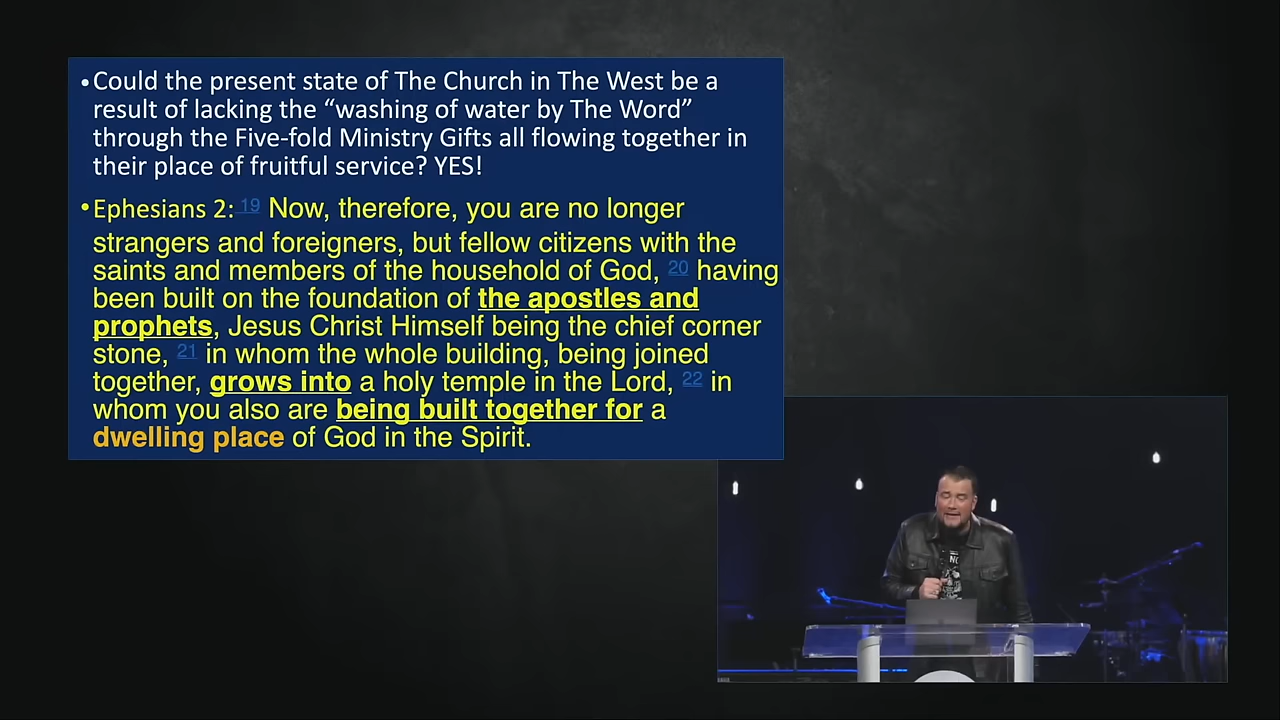 •Could the present state of The Church in The West be a
result of lacking the “washing of water by The Word”
through the Five-fold Ministry Gifts all flowing together in
their place of fruitful service? YES!
•Ephesians 2: 19 Now, therefore, you are no longer
strangers and foreigners, but fellow citizens with the
saints and members of the household of God, 20 having
been built on the foundation of the apostles and
prophets, Jesus Christ Himself being the chief corner
stone, 21 in whom the whole building, being joined
together, grows into a holy temple in the Lord, 22 in
whom you also are being built together for a
dwelling place of God in the Spirit.